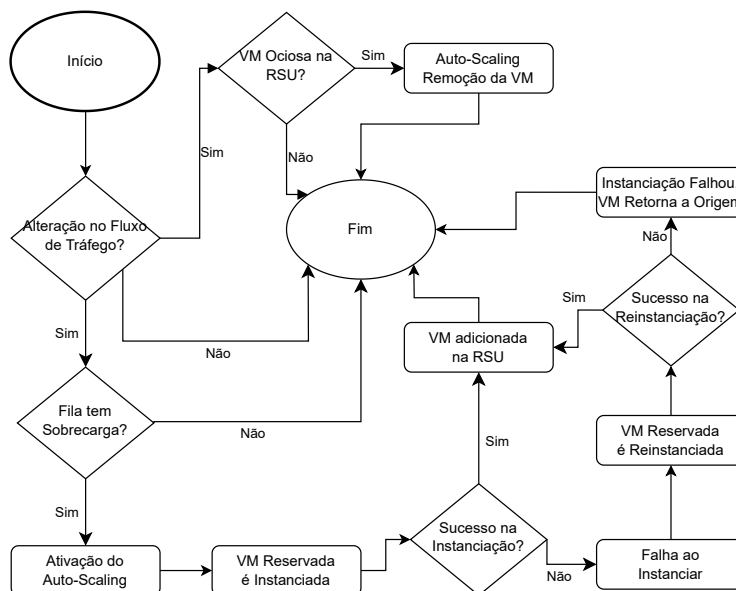 Início
VM Ociosa na
RSU?
Sim
Auto-Scaling
Remoção da VM
Sim
Não
Alteração no Fluxo
de Tráfego?
Fim
Instanciação Falhou.
VM Retorna a Origem
Não
Sim
Sucesso na
Reinstanciação?
Sim
Não
VM adicionada
na RSU
Fila tem
Sobrecarga?
Não
Sim
VM Reservada
é Reinstanciada
Sim
Ativação do
Auto-Scaling
VM Reservada
é Instanciada
Sucesso na
Instanciação?
Não
Falha ao
Instanciar